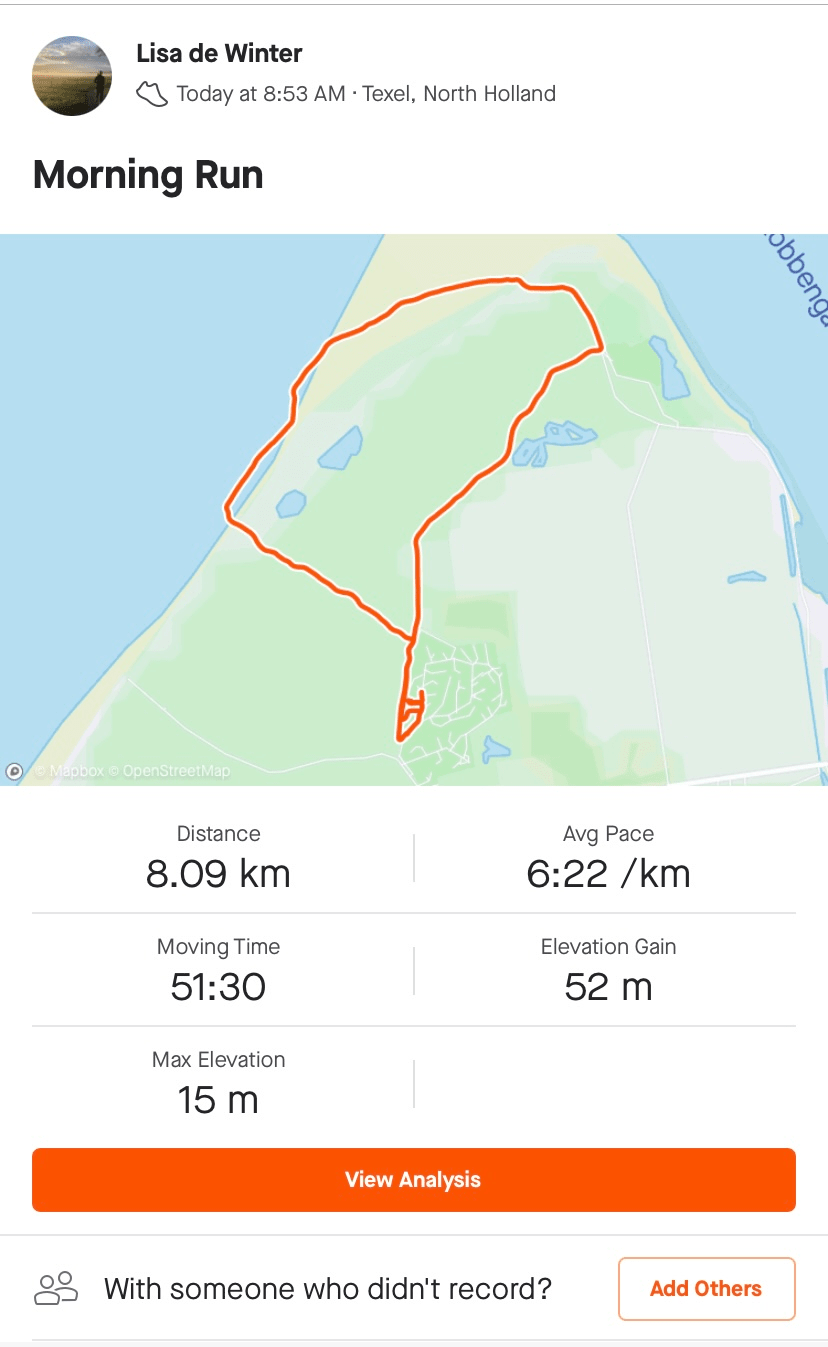 Lisa de Winter
Today at 8:53 AM · Texel, North Holland
Morning Run
© Mapbox © OpenStreetMap
Distance
8.09 km
Avg Pace
6:22 /km
Moving Time
51:30
Elevation Gain
52 m
Max Elevation
15 m
View Analysis
With someone who didn't record?
Add Others